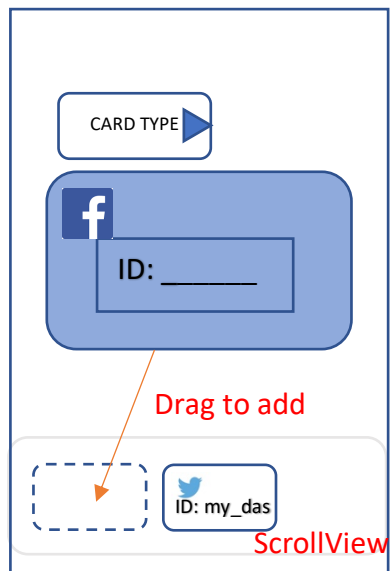 CARD TYPE
f
ID: ______
Drag to add
ID: my_das
ScrollView